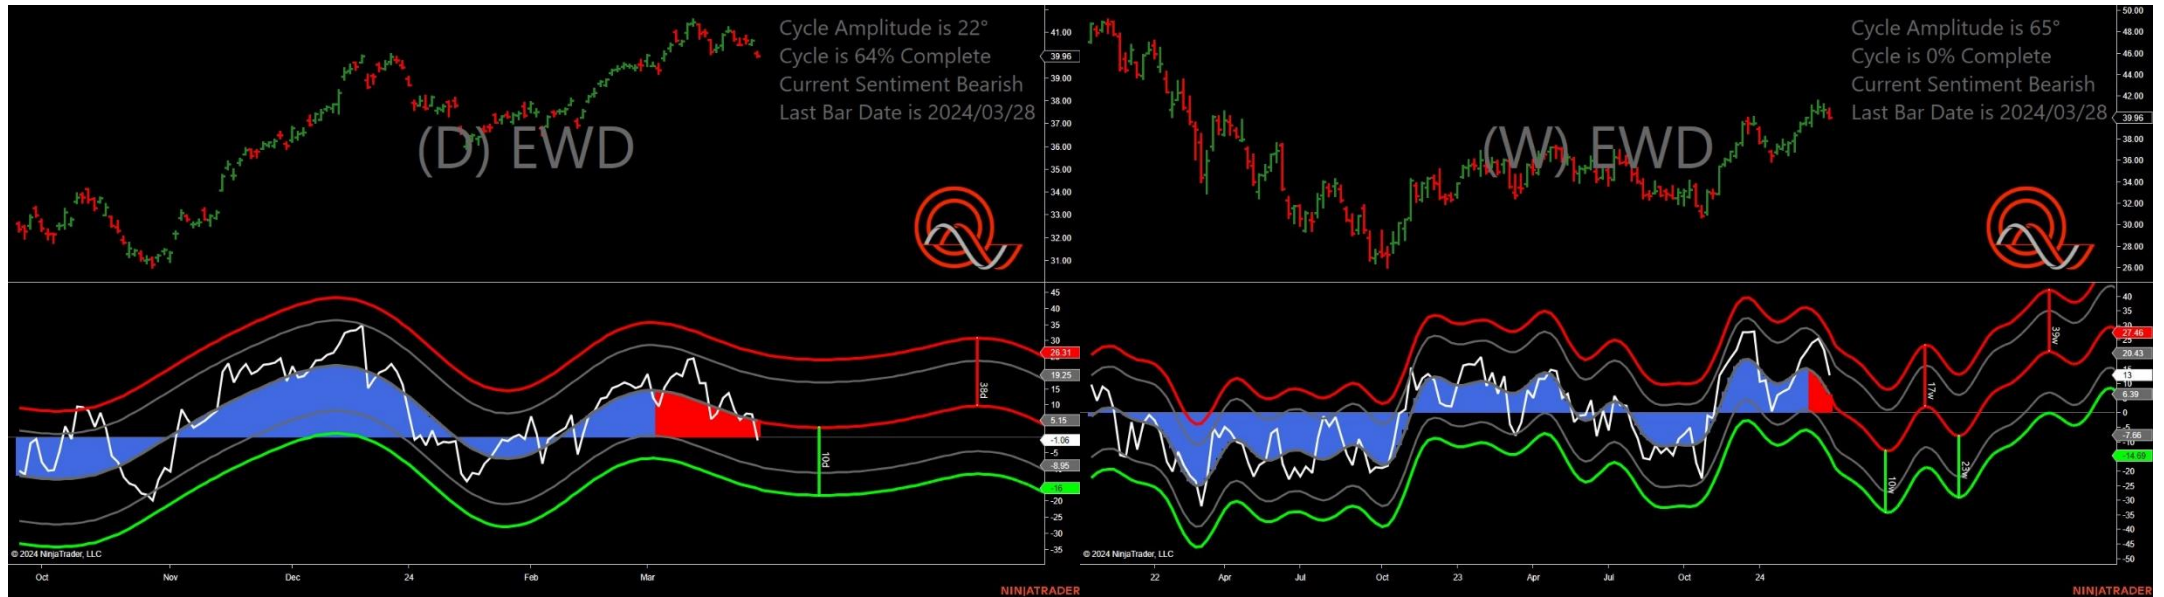 Cycle Amplitude is 22°
Cycle is 64% Complete
Current Sentiment Bearish
Last Bar Date is 2024/03/28
(D) EWD
41.00
39.96
39.00
38.00
37.00
36.00
35.00
34.00
33.00
32.00
31.00
45
40
35
30
28.31
19.25
15
10
5.15
-1.06
-5
-8.95
-16
-20
-25
-30
-35
38d
10d
© 2024 NinjaTrader, LLC
Oct Nov Dec 24 Feb Mar
NINJATRADER
Cycle Amplitude is 65°
Cycle is 0% Complete
Current Sentiment Bearish
Last Bar Date is 2024/03/28
(W) EWD
50.00
48.00
46.00
44.00
42.00
39.96
38.00
36.00
34.00
32.00
30.00
28.00
26.00
40
35
27.46
25
20.43
13
10
6.39
0
-7.66
-14.69
-20
-25
-30
-35
-40
-45
-50
39w
17w
10w
23w
© 2024 NinjaTrader, LLC
22 Apr Jul Oct 23 Apr Jul Oct 24
NINJATRADER